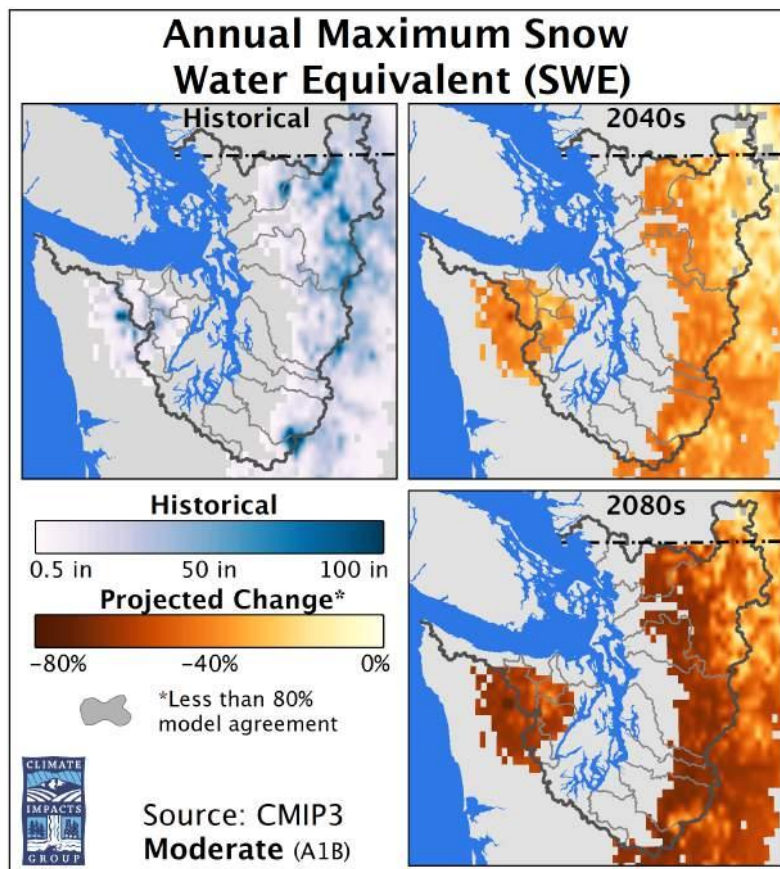 Annual Maximum Snow
Water Equivalent (SWE)
Historical
2040s
Historical
0.5 in 50 in 100 in
Projected Change*
-80% -40% 0%
*Less than 80%
model agreement
2080s
CLIMATE
IMPACTS
GROUP
Source: CMIP3
Moderate (A1B)